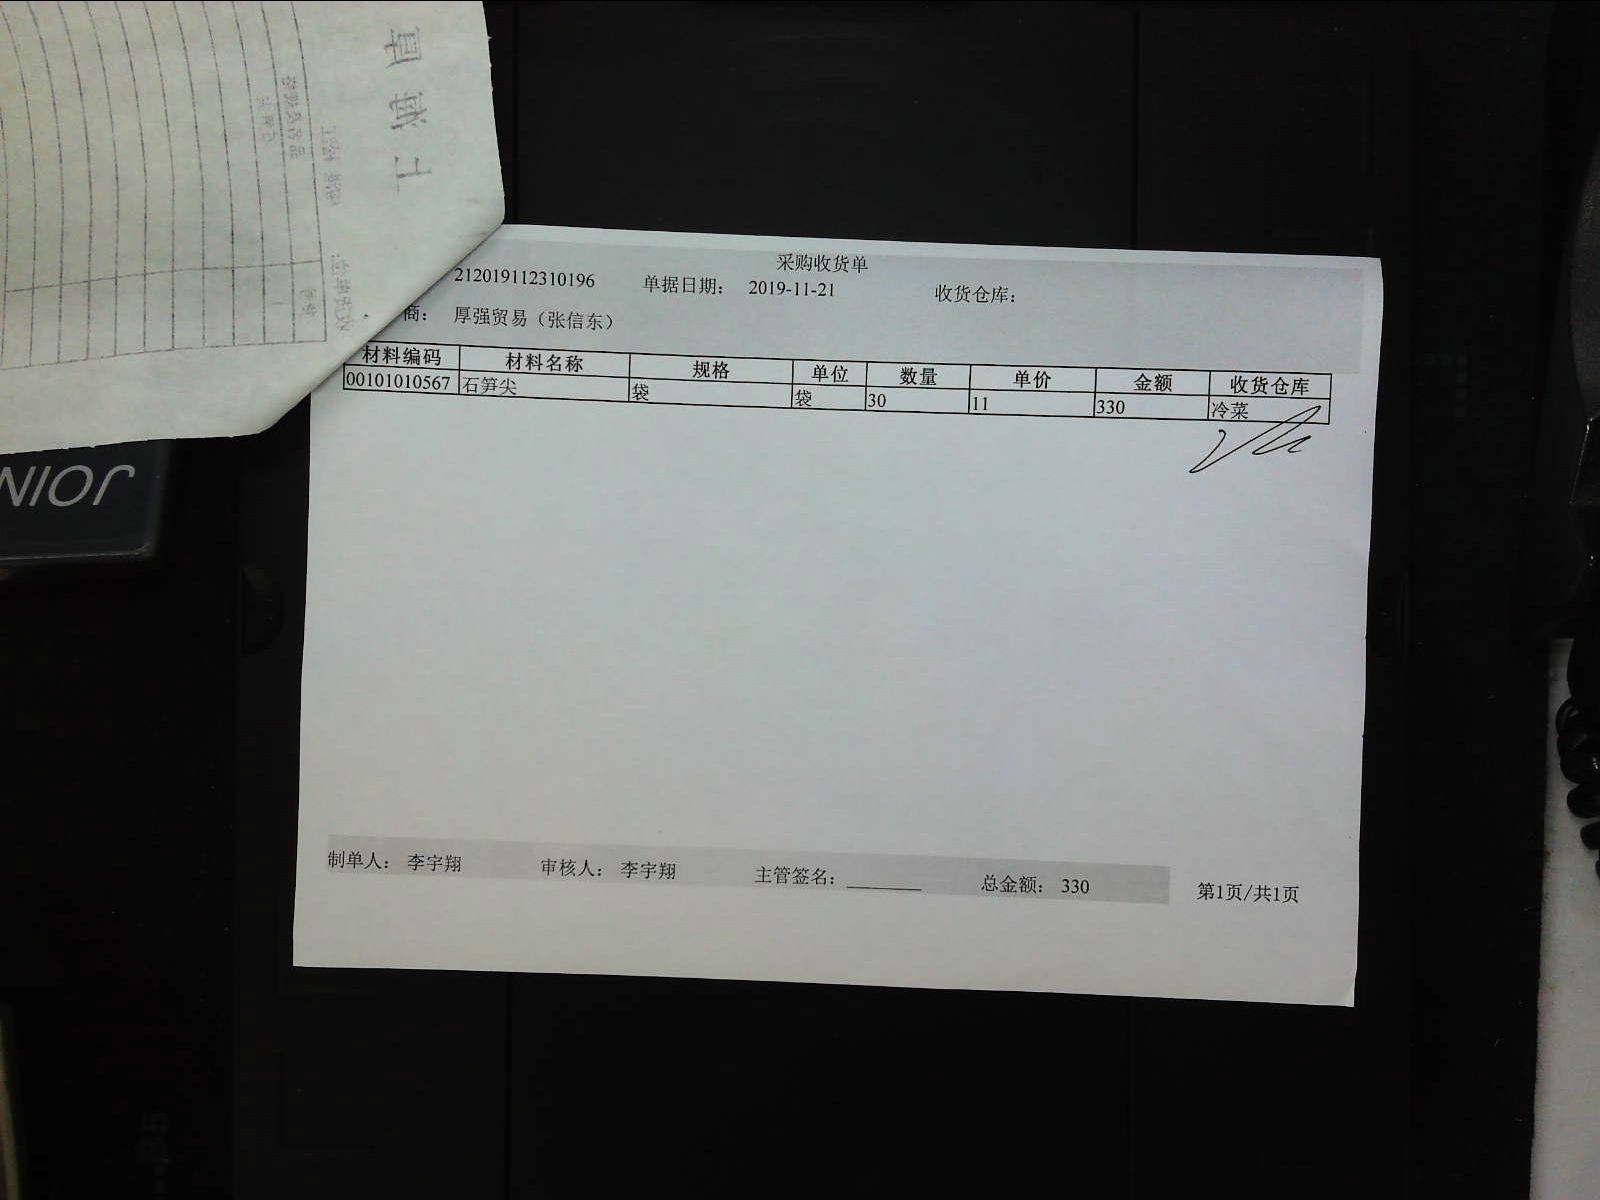 采购收货单
212019112310196 单据日期： 2019-11-21 收货仓库：
商： 厚强贸易（张信东）
材料编码 材料名称 规格 单位 数量 单价 金额 收货仓库
00101010567 石笋尖 袋 袋 30 11 330 冷菜
制单人： 李宇翔 审核人： 李宇翔 主管签名： 总金额： 330 第1页/共1页
JOIN